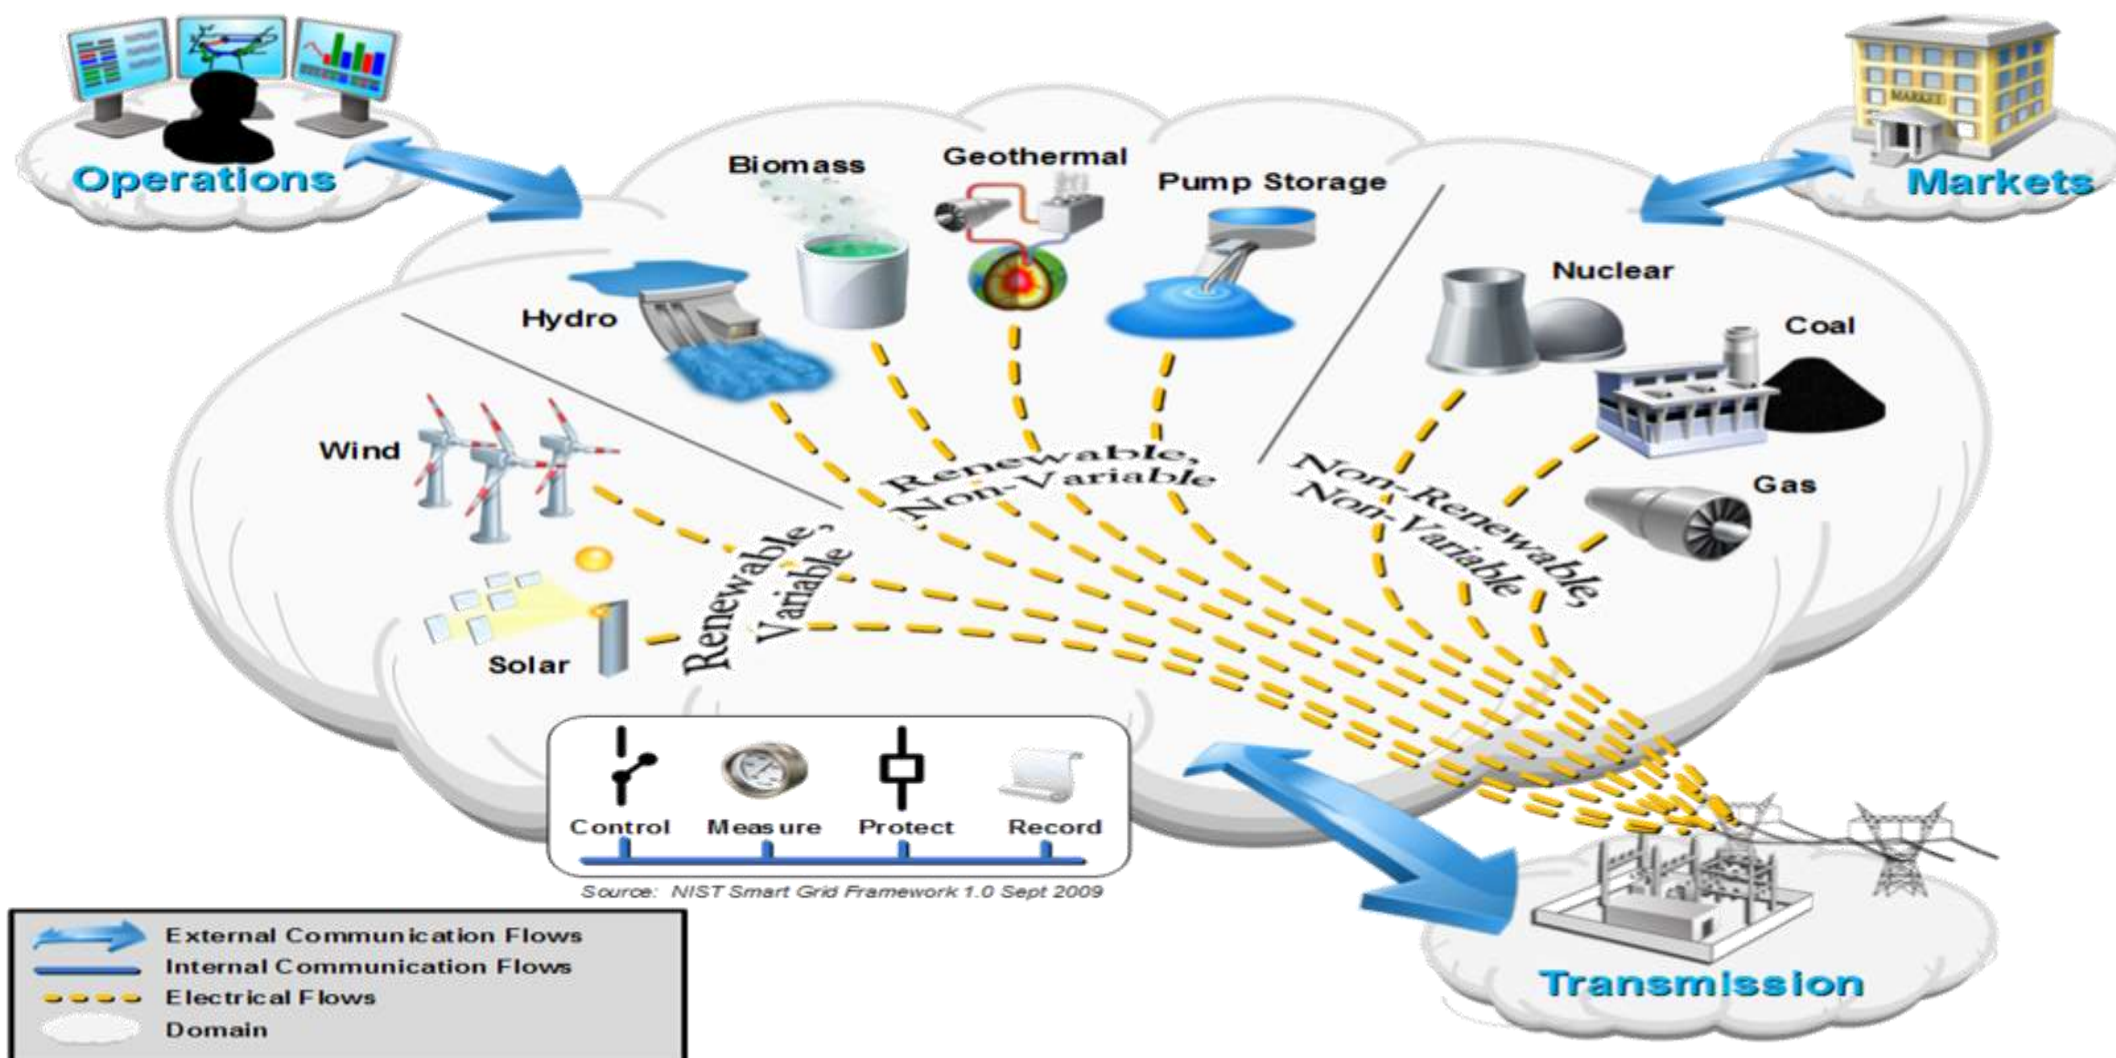 Operations
MARKET
Markets
Biomass
Geothermal
Pump Storage
Hydro
Nuclear
Coal
Wind
Gas
Solar
Renewable,
Variable
Renewable,
Non-Variable
Non-Renewable,
Non-Variable
Control Measure Protect Record
Source: NIST Smart Grid Framework 1.0 Sept 2009
External Communication Flows
Internal Communication Flows
Electrical Flows
Domain
Transmission